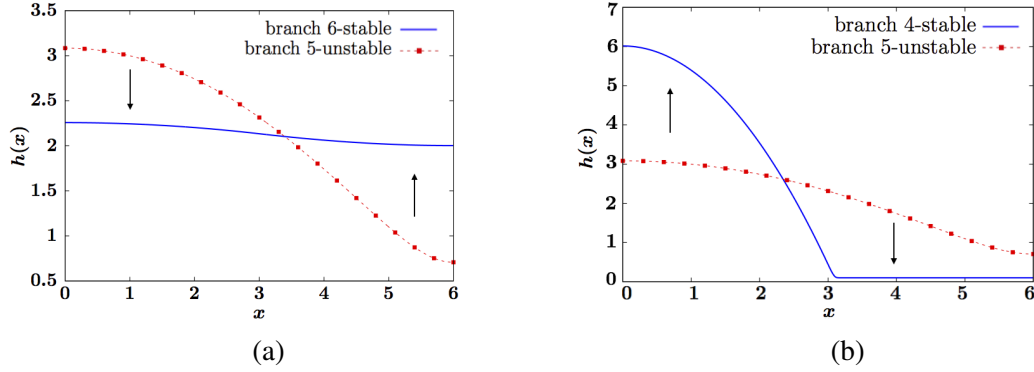 3.5
3
2.5
2
1.5
1
0.5
h(x)
branch 6-stable
branch 5-unstable
0 1 2 3 4 5 6
x
(a)
7
6
5
4
3
2
1
0
h(x)
branch 4-stable
branch 5-unstable
0 1 2 3 4 5 6
x
(b)